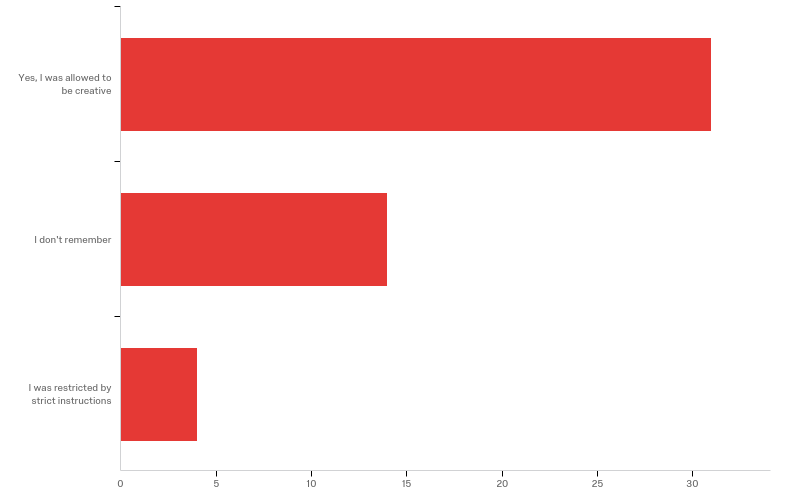 Yes, I was allowed to
be creative
I don't remember
I was restricted by
strict instructions
0 5 10 15 20 25 30